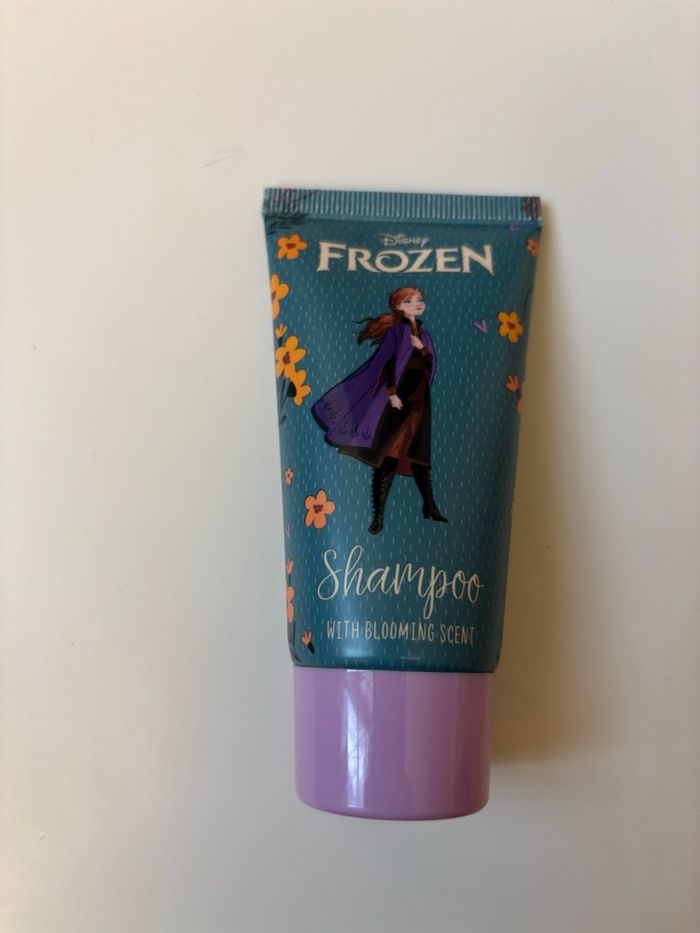 Disney
FROZEN
Shampoo
WITH BLOOMING SCENT